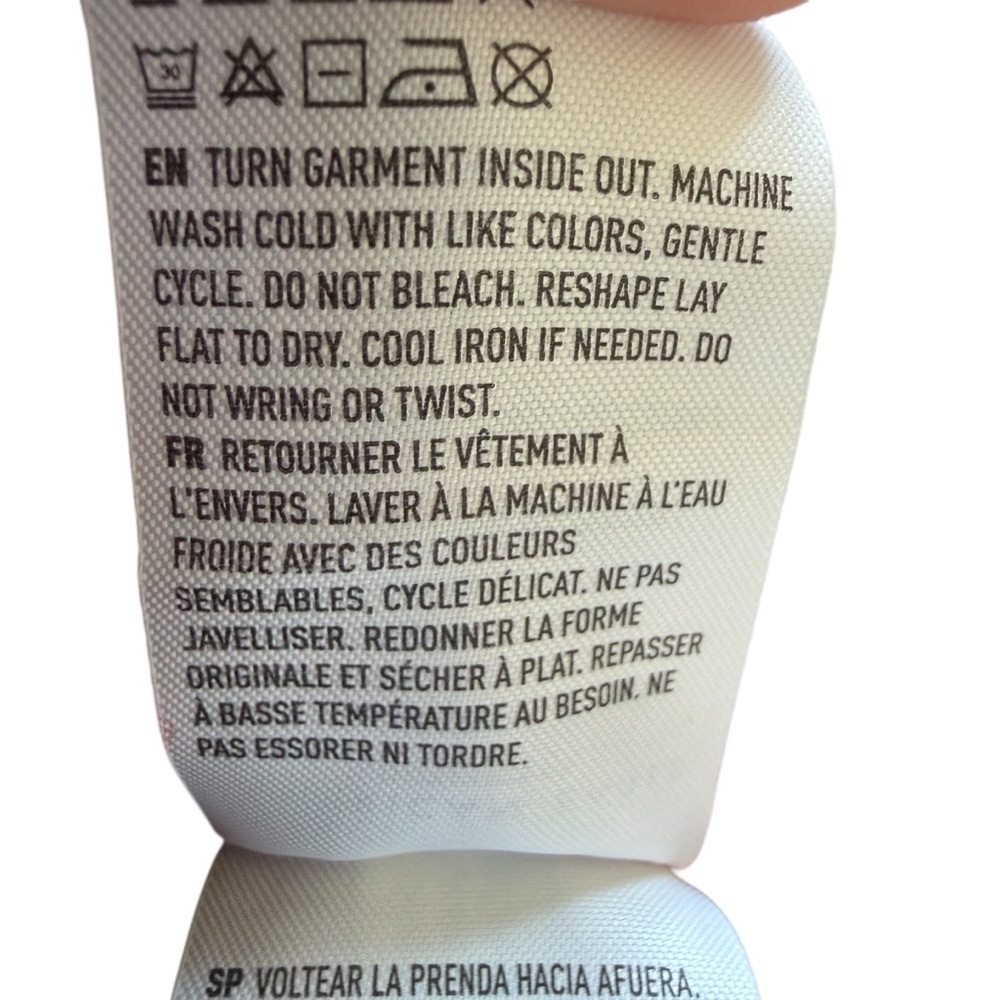 30
EN TURN GARMENT INSIDE OUT. MACHINE
WASH COLD WITH LIKE COLORS, GENTLE
CYCLE. DO NOT BLEACH. RESHAPE LAY
FLAT TO DRY. COOL IRON IF NEEDED. DO
NOT WRING OR TWIST.
FR RETOURNER LE VÊTEMENT À
L'ENVERS. LAVER À LA MACHINE À L'EAU
FROIDE AVEC DES COULEURS
SEMBLABLES, CYCLE DÉLICAT. NE PAS
JAVELLISER. REDONNER LA FORME
ORIGINALE ET SÉCHER À PLAT. REPASSER
À BASSE TEMPÉRATURE AU BESOIN. NE
PAS ESSORER NI TORDRE.
SP VOLTEAR LA PRENDA HACIA AFUERA.